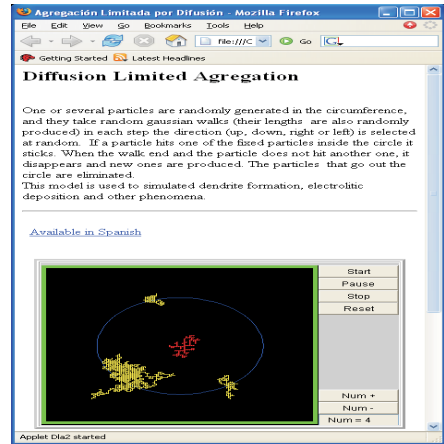 Agregación Limitada por Difusión - Mozilla Firefox
File Edit View Go Bookmarks Tools Help
file:///C Go
Getting Started Latest Headlines
Diffusion Limited Agregation
One or several particles are randomly generated in the circumference,
and they take random gaussian walks (their lengths are also randomly
produced) in each step the direction (up, down, right or left) is selected
at random. If a particle hits one of the fixed particles inside the circle it
sticks. When the walk end and the particle does not hit another one, it
disappears and new ones are produced. The particles that go out the
circle are eliminated.
This model is used to simulated dendrite formation, electrolitic
deposition and other phenomena.
Available in Spanish
Start
Pause
Stop
Reset
Num +
Num -
Num = 4
Applet Dla2 started